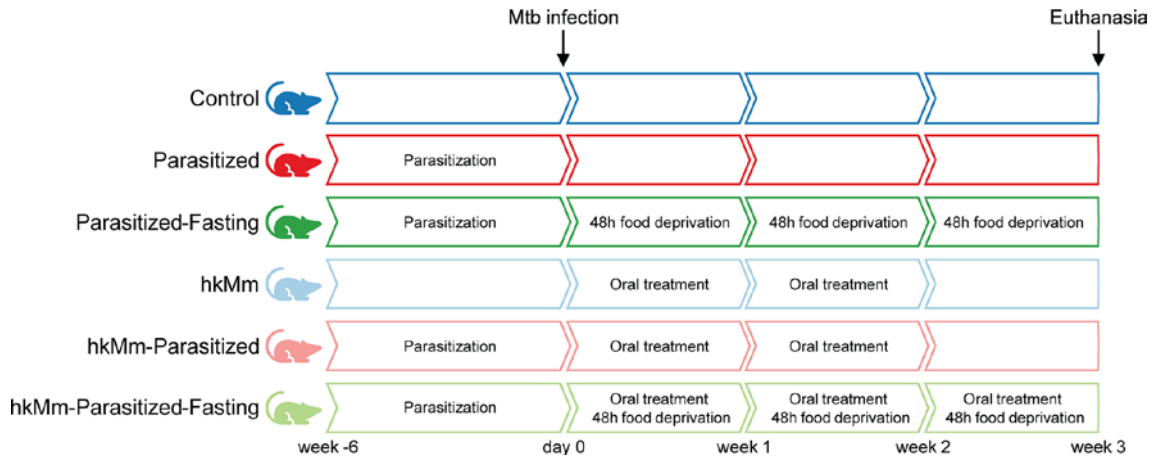 Mtb infection
Euthanasia
Control
Parasitized
Parasitization
Parasitized-Fasting
Parasitization
48h food deprivation
48h food deprivation
48h food deprivation
hkMm
Oral treatment
Oral treatment
hkMm-Parasitized
Parasitization
Oral treatment
Oral treatment
hkMm-Parasitized-Fasting
Parasitization
Oral treatment
48h food deprivation
Oral treatment
48h food deprivation
Oral treatment
48h food deprivation
week -6
day 0
week 1
week 2
week 3